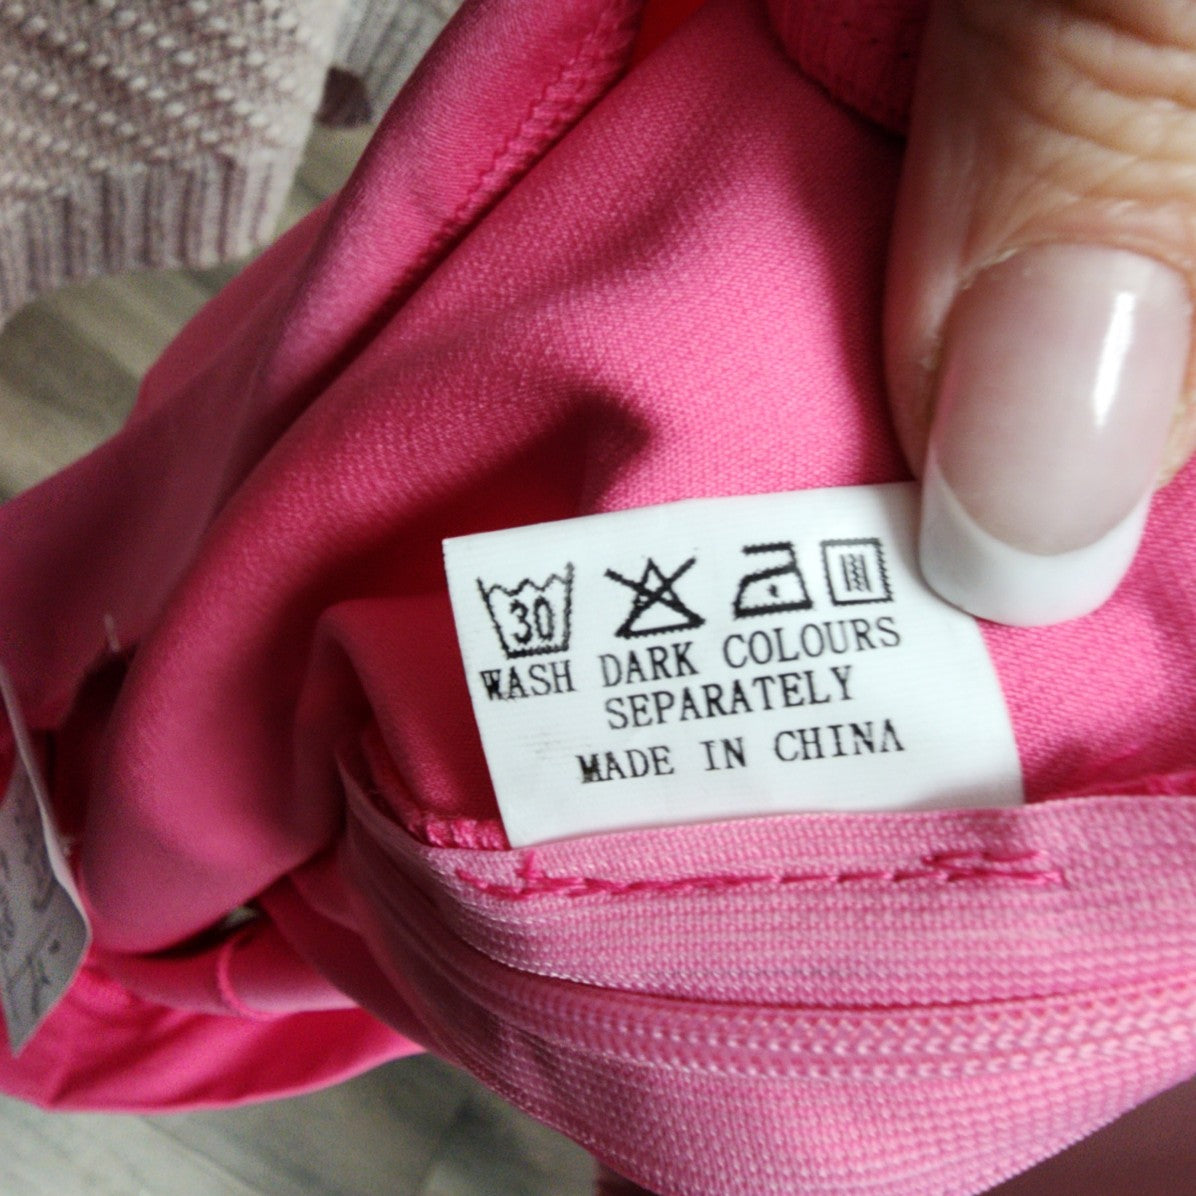 30
WASH DARK COLOURS
SEPARATELY
MADE IN CHINA